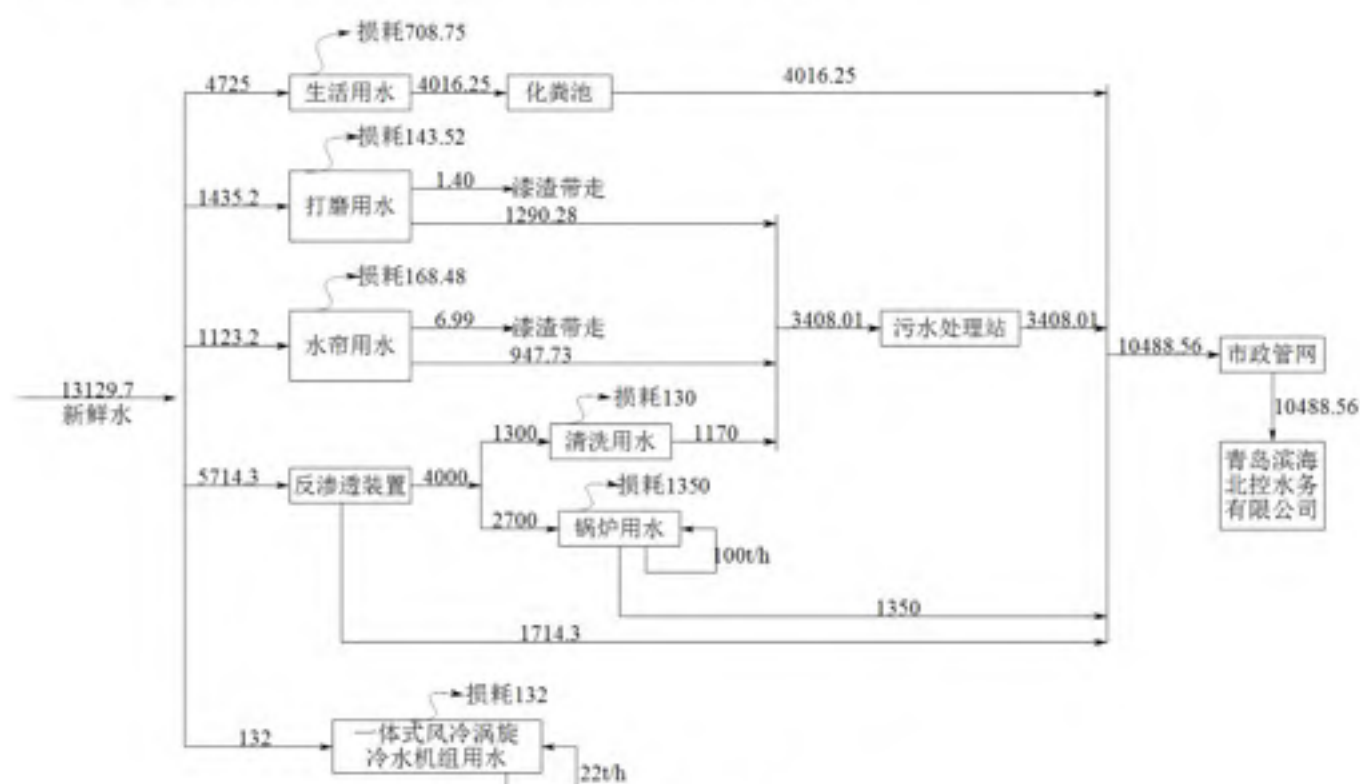 损耗708.75
4725
生活用水
4016.25
化粪池
4016.25
损耗143.52
1435.2
打磨用水
1.40
漆渣带走
1290.28
损耗168.48
1123.2
水帘用水
6.99
漆渣带走
947.73
3408.01
污水处理站
3408.01
10488.56
市政管网
10488.56
青岛滨海
北控水务
有限公司
13129.7
新鲜水
损耗130
1300
清洗用水
1170
5714.3
反渗透装置
4000
损耗1350
2700
锅炉用水
100t/h
1350
1714.3
损耗132
132
一体式风冷涡旋
冷水机组用水
22t/h